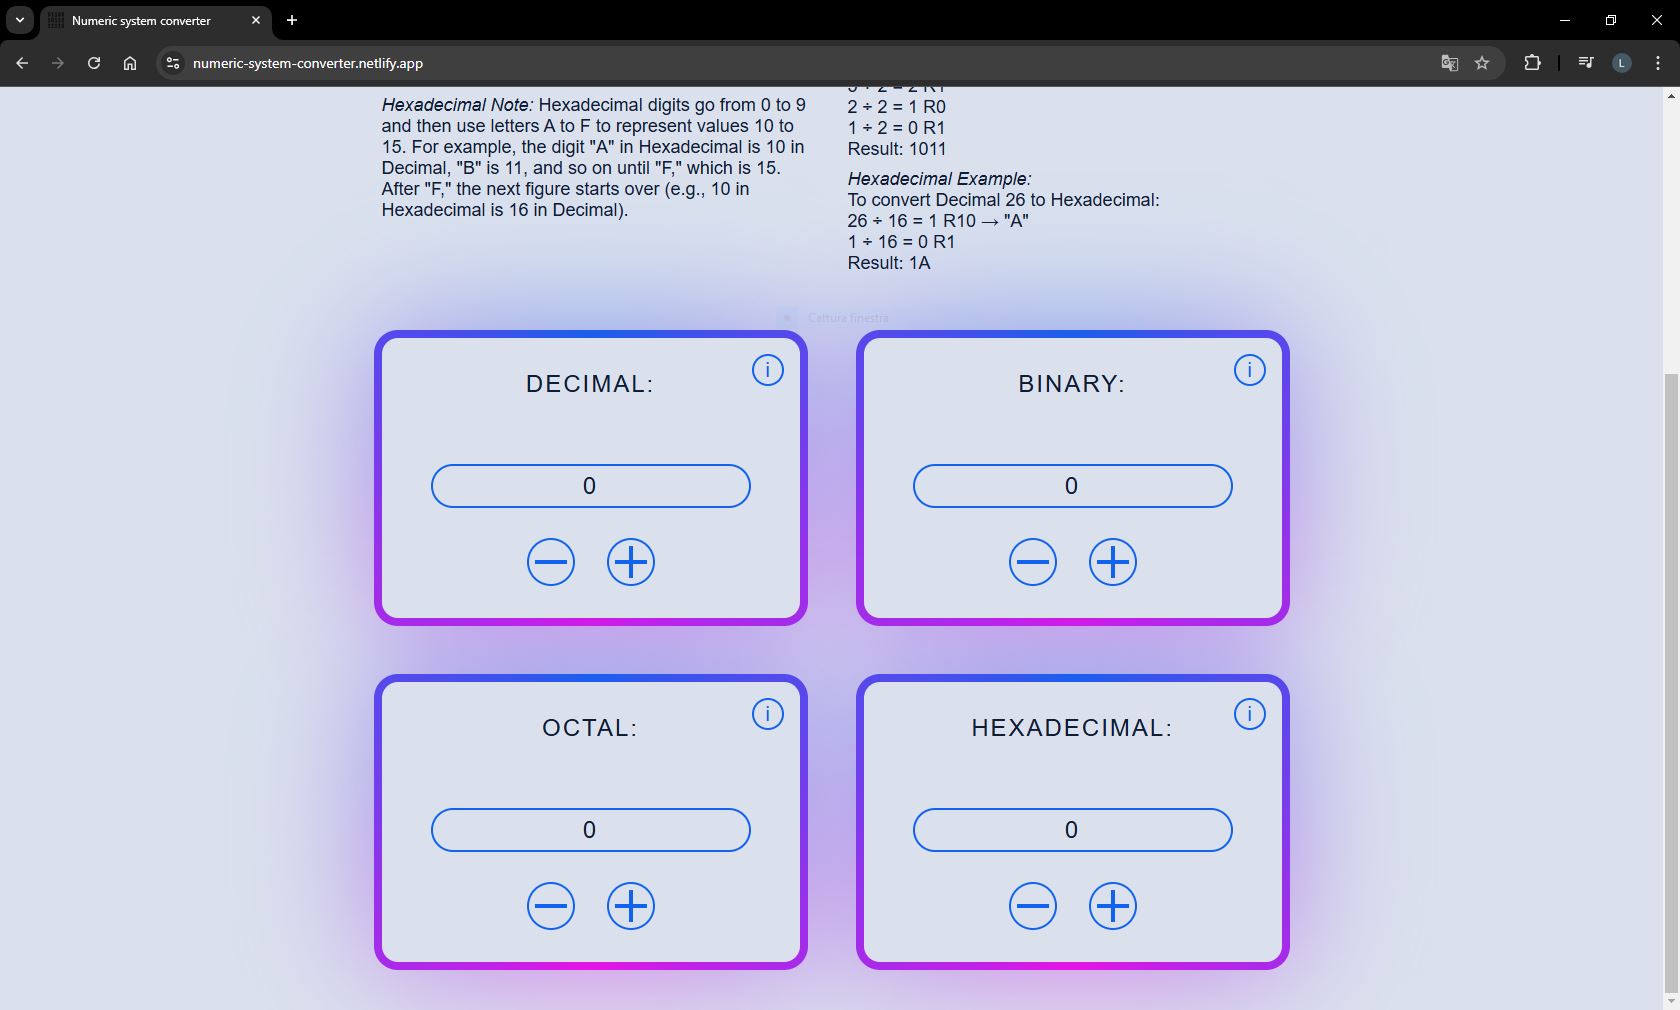 Numeric system converter
numeric-system-converter.netlify.app
L
Hexadecimal Note: Hexadecimal digits go from 0 to 9
and then use letters A to F to represent values 10 to
15. For example, the digit "A" in Hexadecimal is 10 in
Decimal, "B" is 11, and so on until "F," which is 15.
After "F," the next figure starts over (e.g., 10 in
Hexadecimal is 16 in Decimal).
2 ÷ 2 = 1 R0
1 ÷ 2 = 0 R1
Result: 1011
Hexadecimal Example:
To convert Decimal 26 to Hexadecimal:
26 ÷ 16 = 1 R10 → "A"
1 ÷ 16 = 0 R1
Result: 1A
Cattura finestra
DECIMAL:
i
0
BINARY:
i
0
OCTAL:
i
0
HEXADECIMAL:
i
0